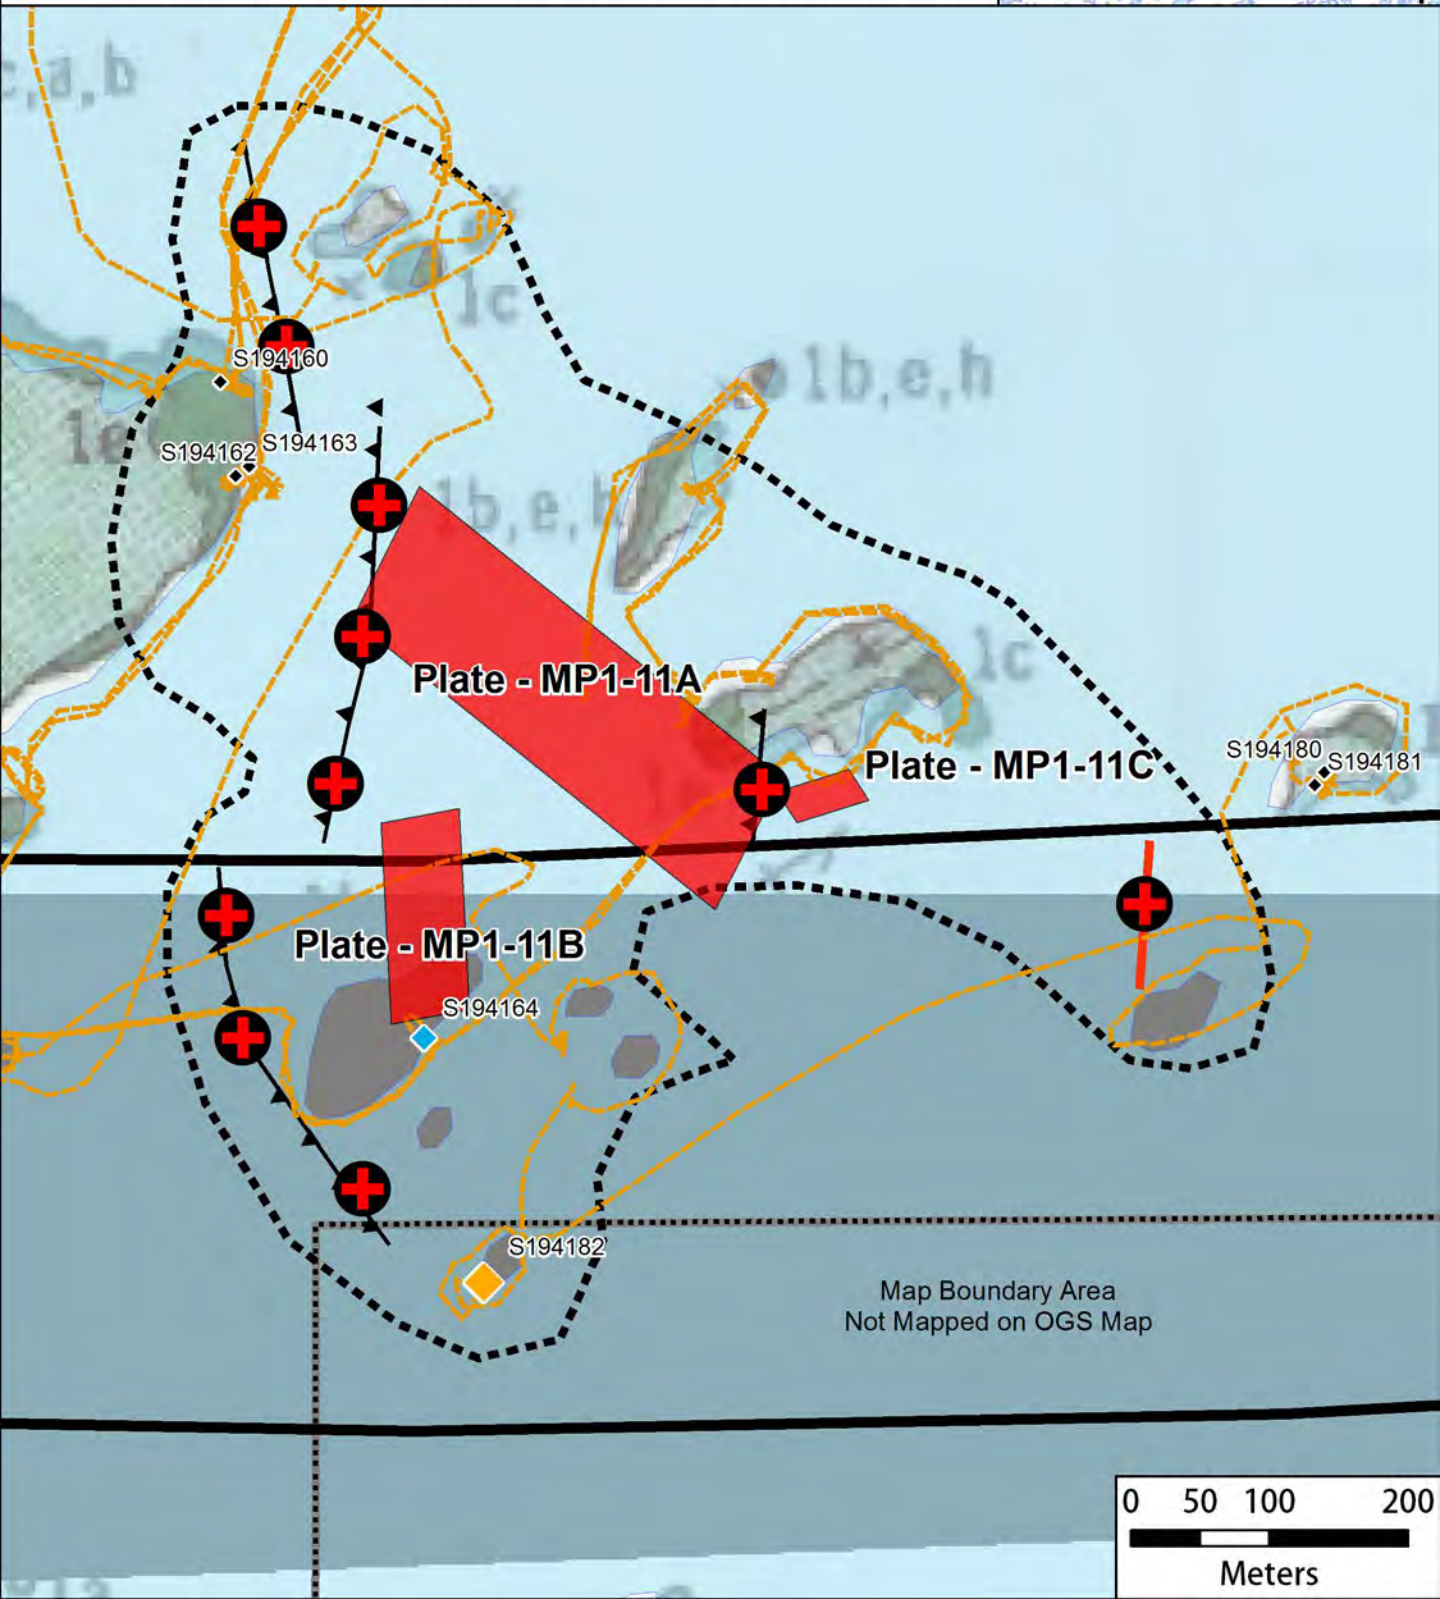 c,a,b
1c
S194160
1b,e,h
1c
S194163
S194162
1b,e,h
1c
Plate - MP1-11A
Plate - MP1-11C
S194180
S194181
Plate - MP1-11B
S194164
S194182
Map Boundary Area
Not Mapped on OGS Map
0 50 100 200
Meters